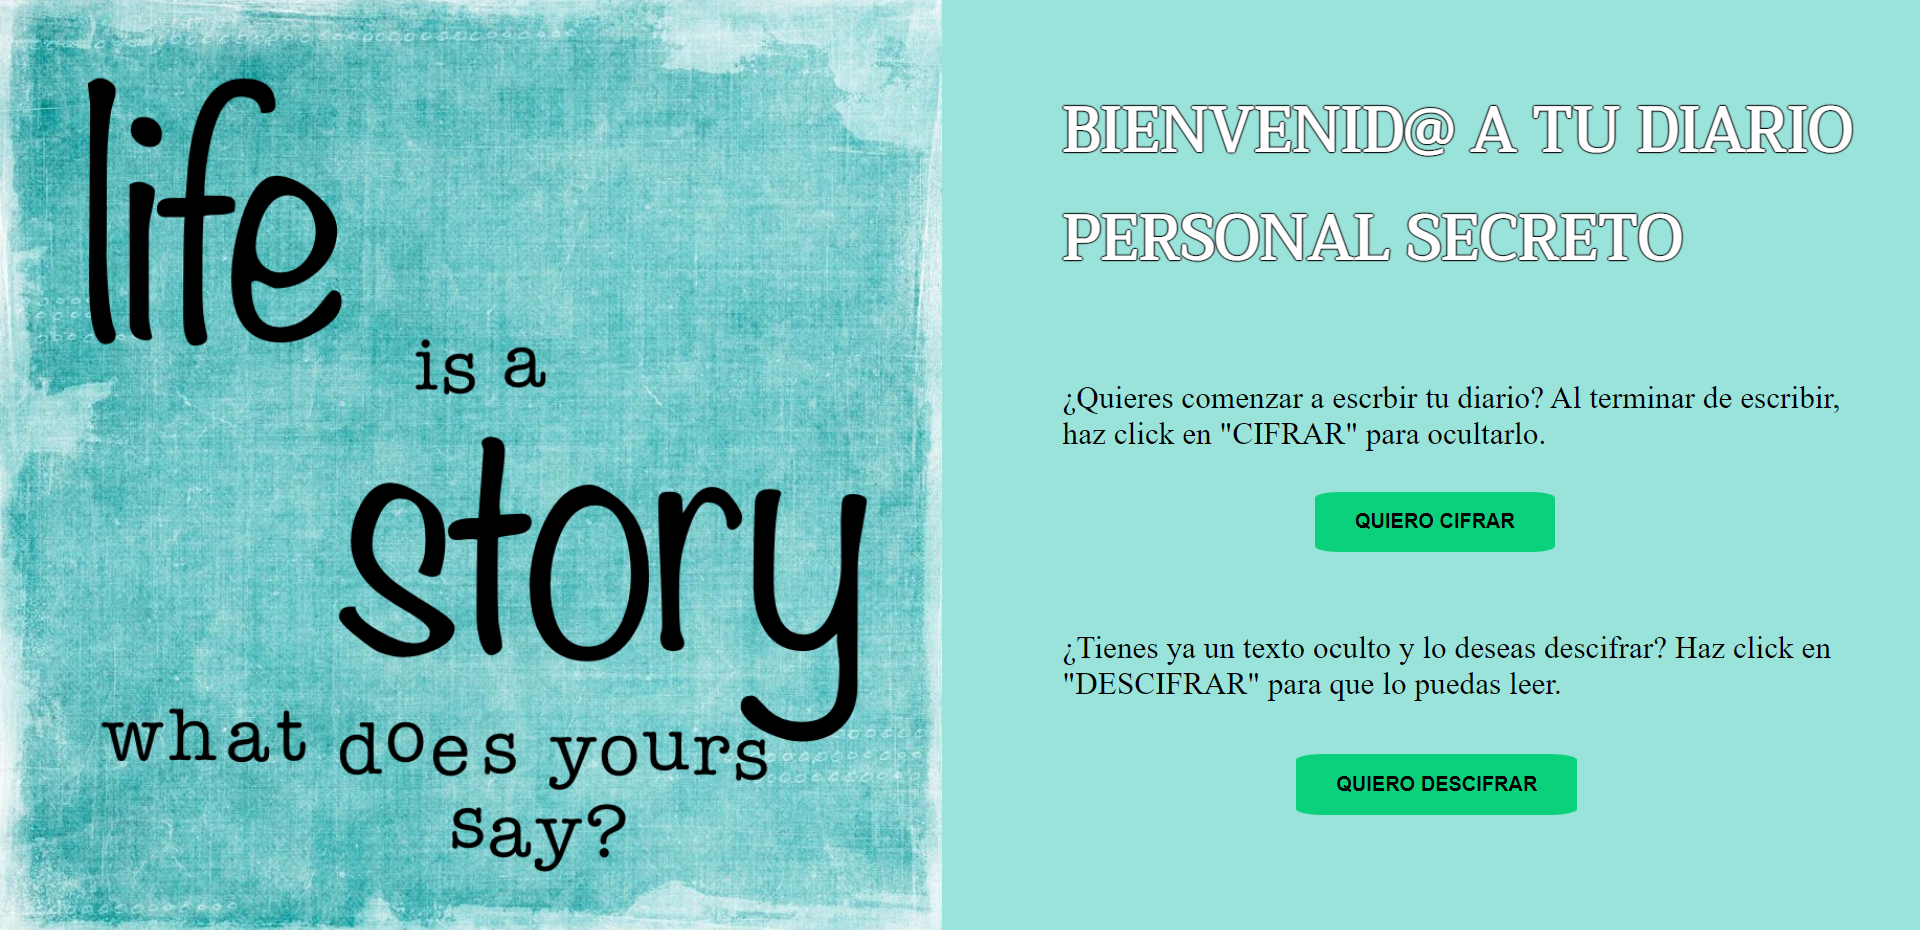 life
is a
story
what does yours
say?
BIENVENID@ A TU DIARIO
PERSONAL SECRETO
¿Quieres comenzar a escrbir tu diario? Al terminar de escribir,
haz click en "CIFRAR" para ocultarlo.
QUIERO CIFRAR
¿Tienes ya un texto oculto y lo deseas descifrar? Haz click en
"DESCIFRAR" para que lo puedas leer.
QUIERO DESCIFRAR